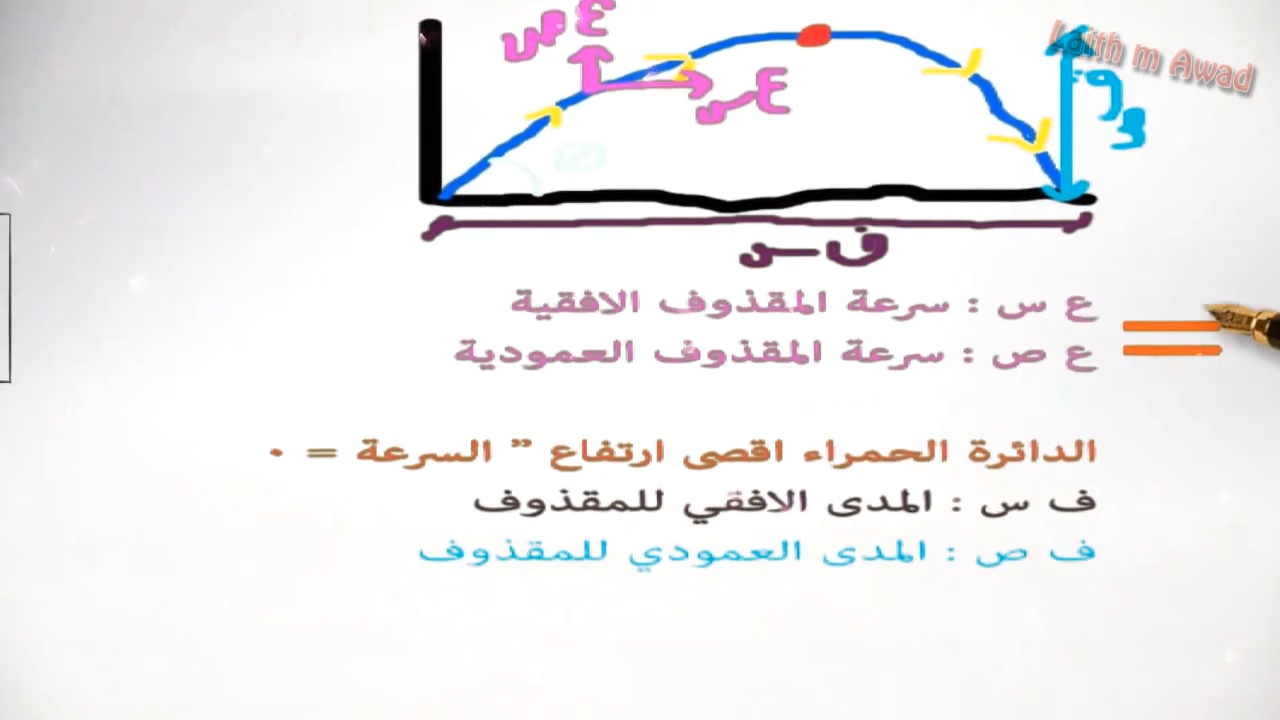 ع ص
ع س
Laith m Awad
ف ص
ف س
ع س : سرعة المقذوف الافقية
ع ص : سرعة المقذوف العمودية
الدائرة الحمراء اقصى ارتفاع " السرعة = ٠
ف س : المدى الافقي للمقذوف
ف ص : المدى العمودي للمقذوف